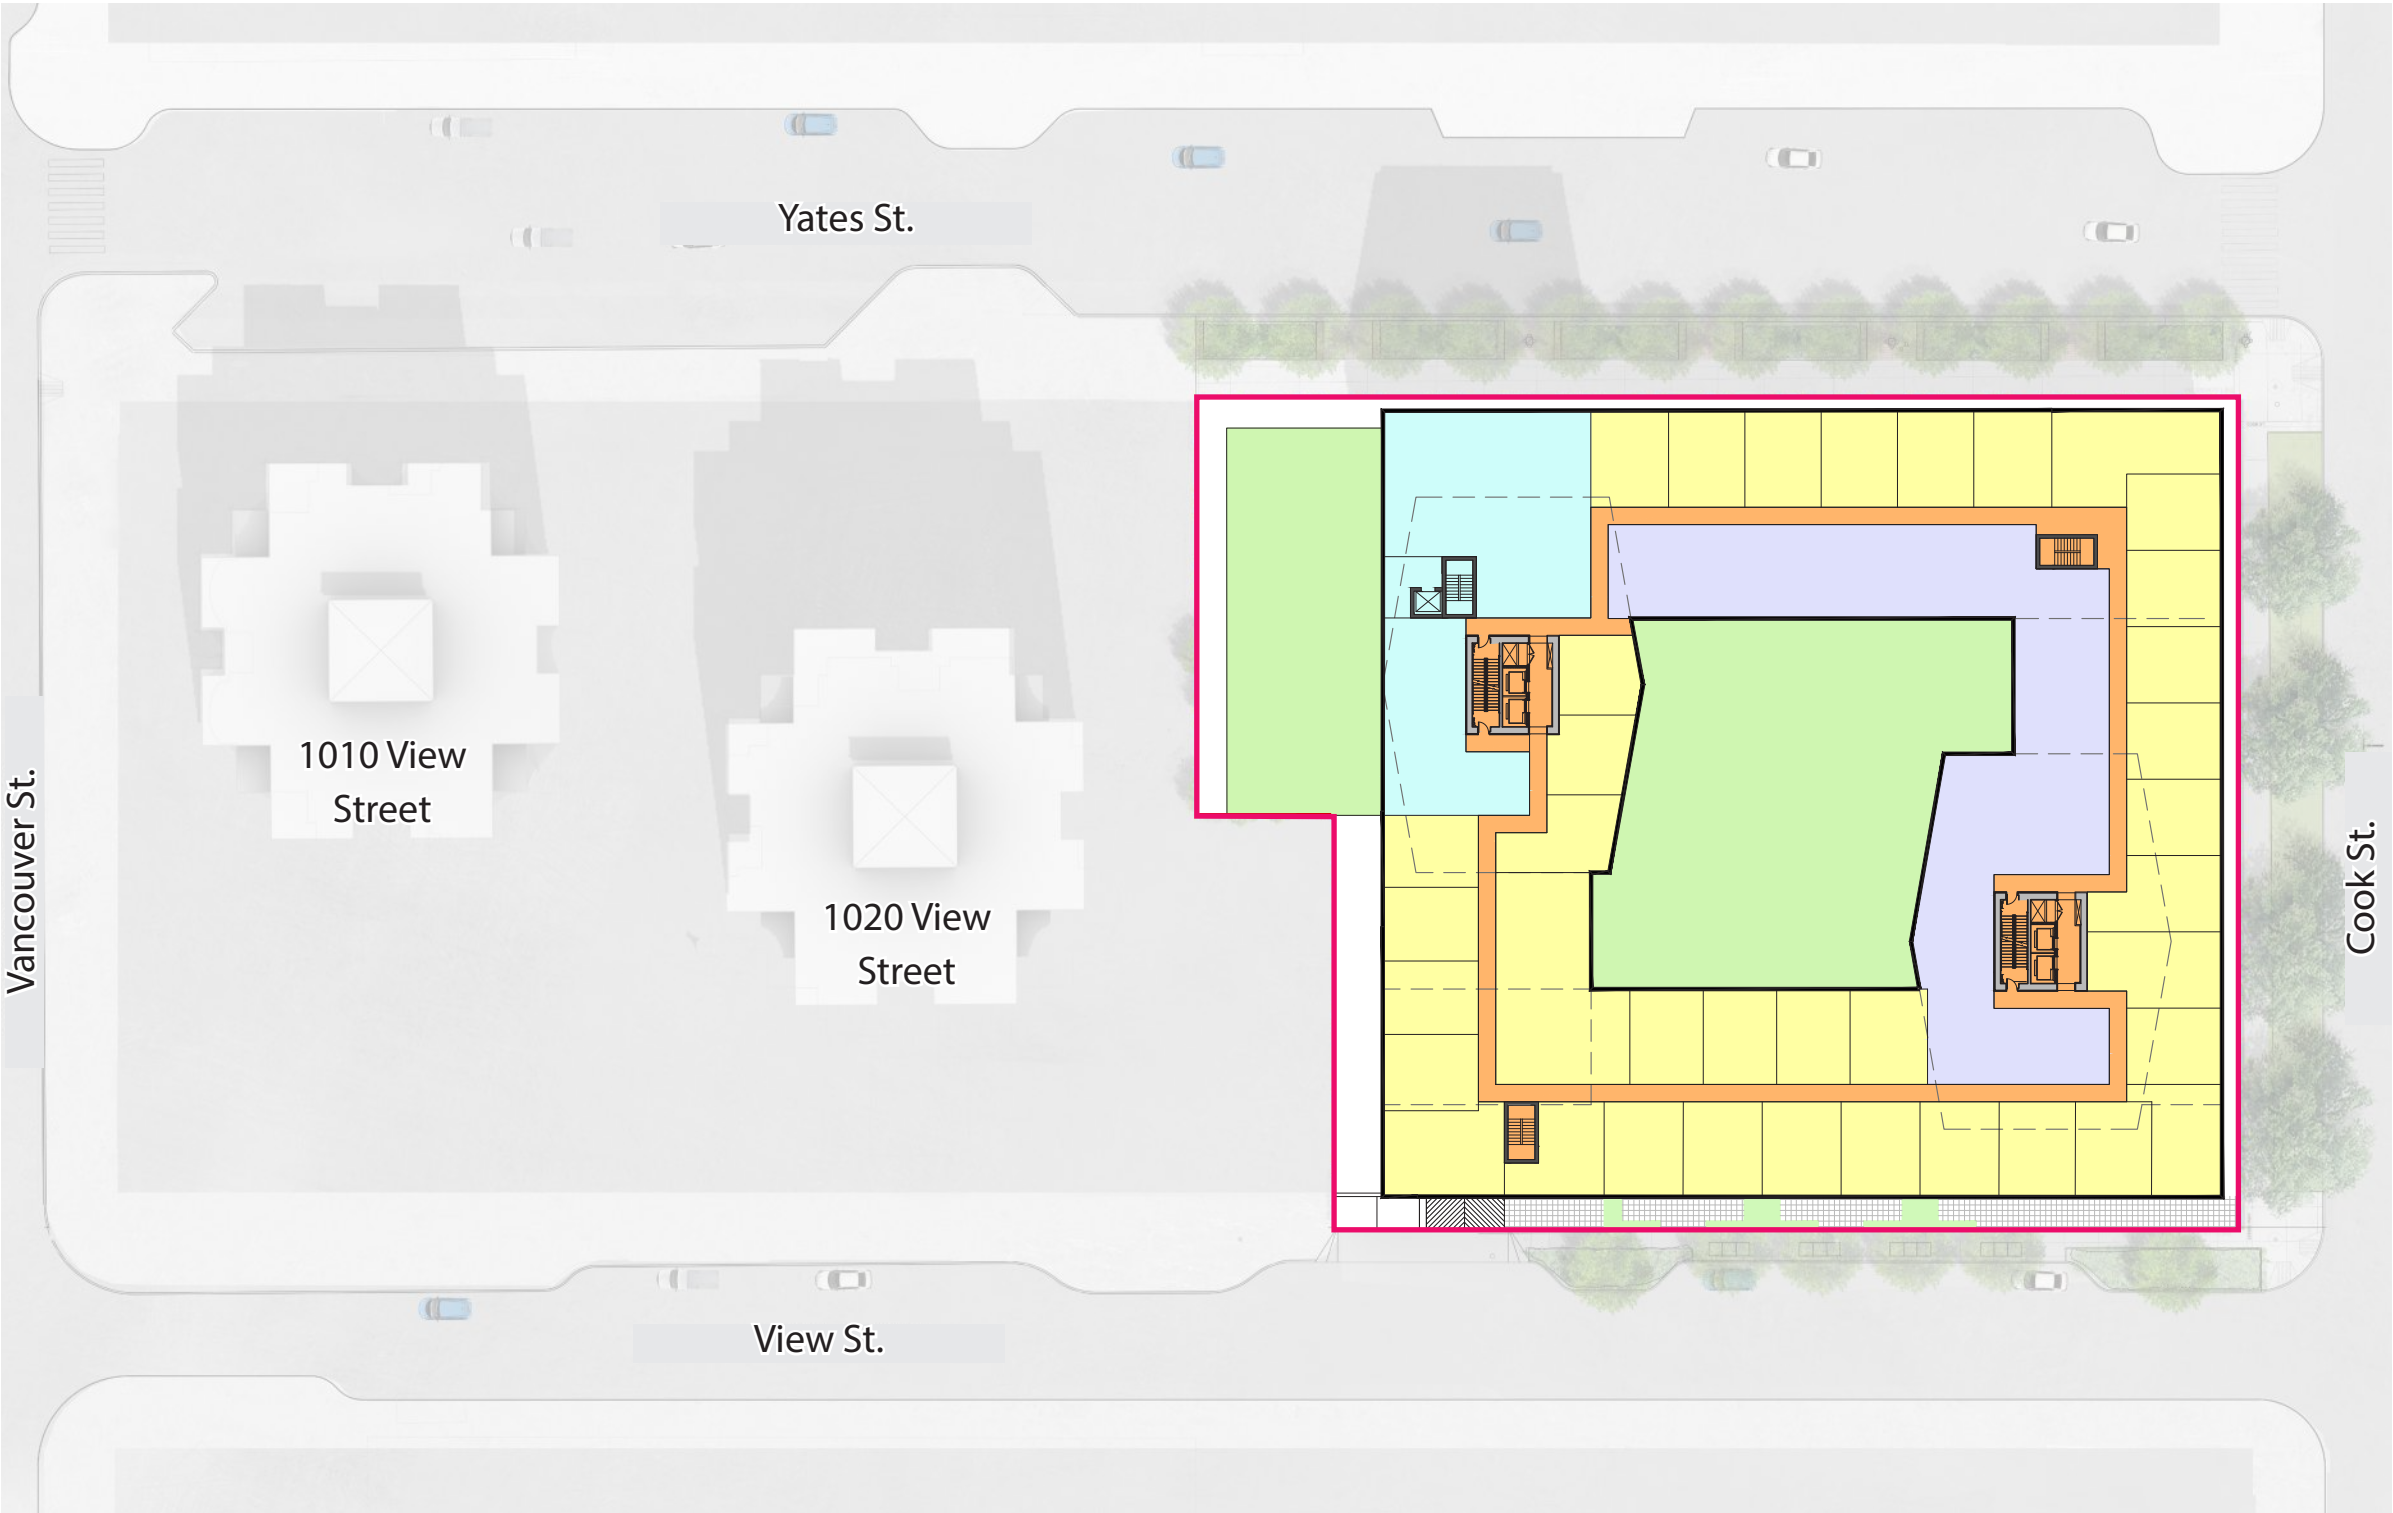 Yates St.
1010 View
Street
1020 View
Street
Vancouver St.
Cook St.
View St.